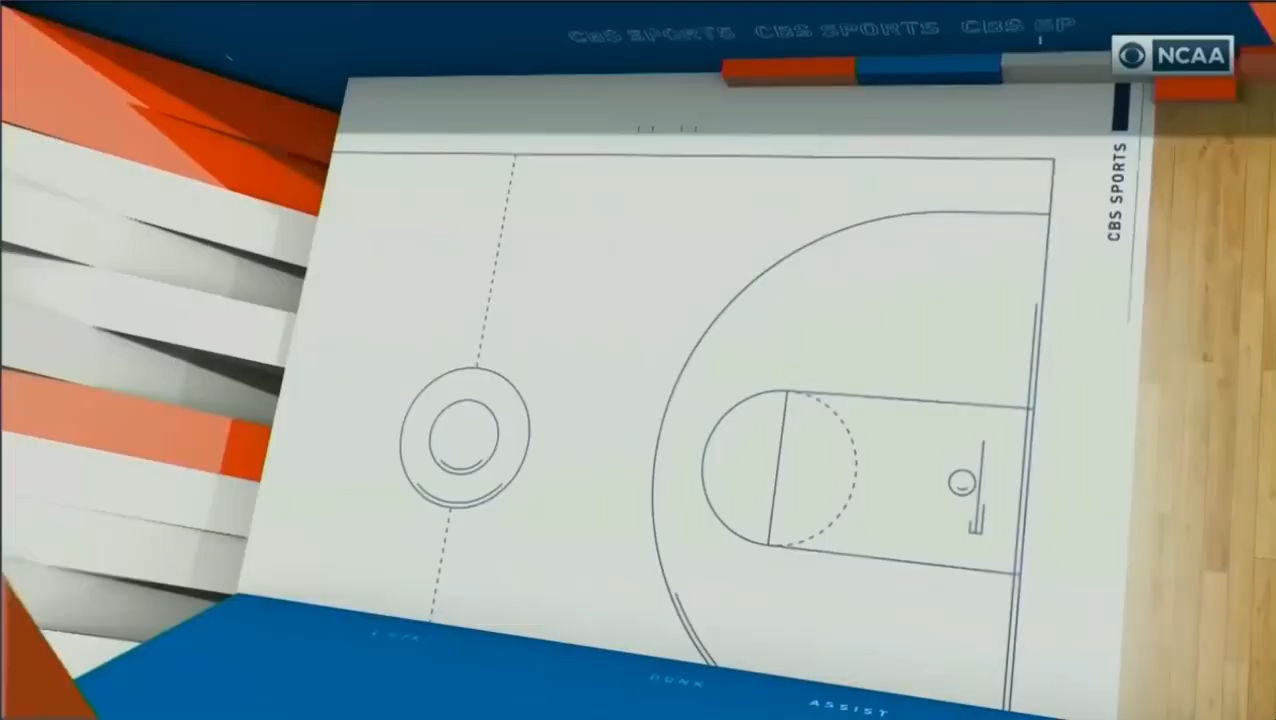 CBS SPORTS CBS SPORTS CBS SP
NCAA
CBS SPORTS
DUNK
ASSIST